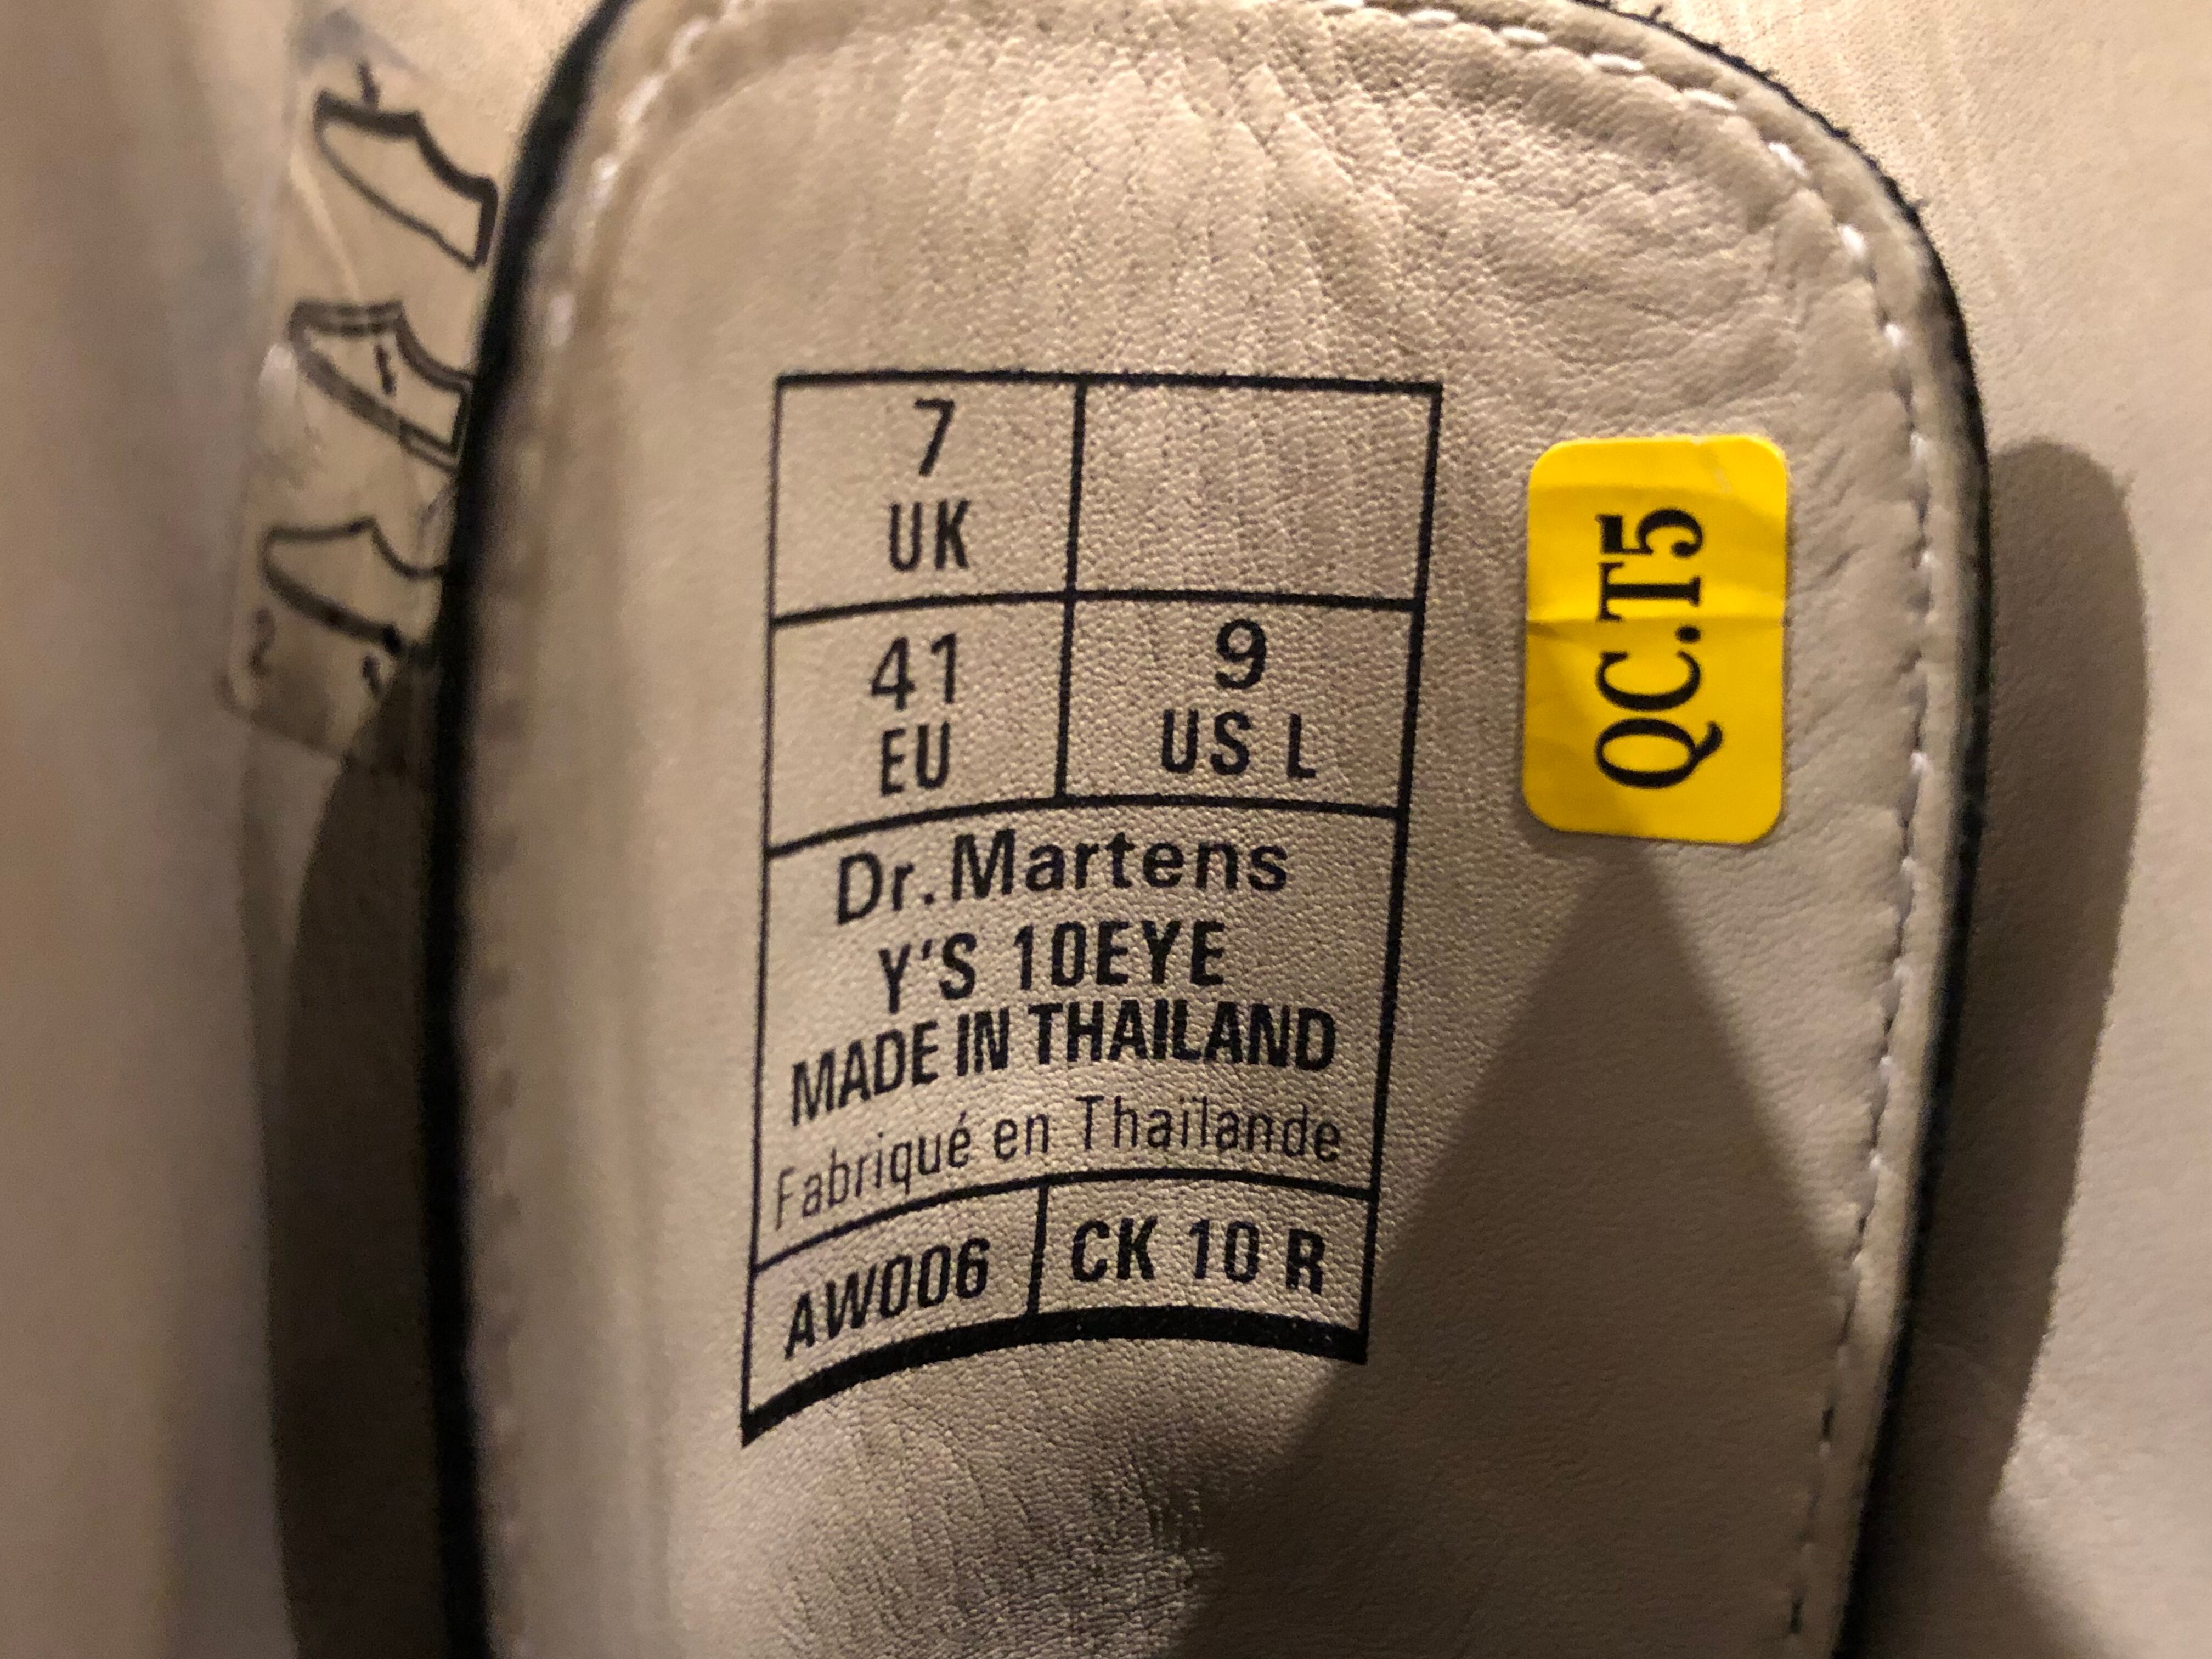 7
UK
41
EU
9
US L
Dr. Martens
Y'S 10EYE
MADE IN THAILAND
Fabriqué en Thaïlande
AW006
CK 10 R
QC.T5